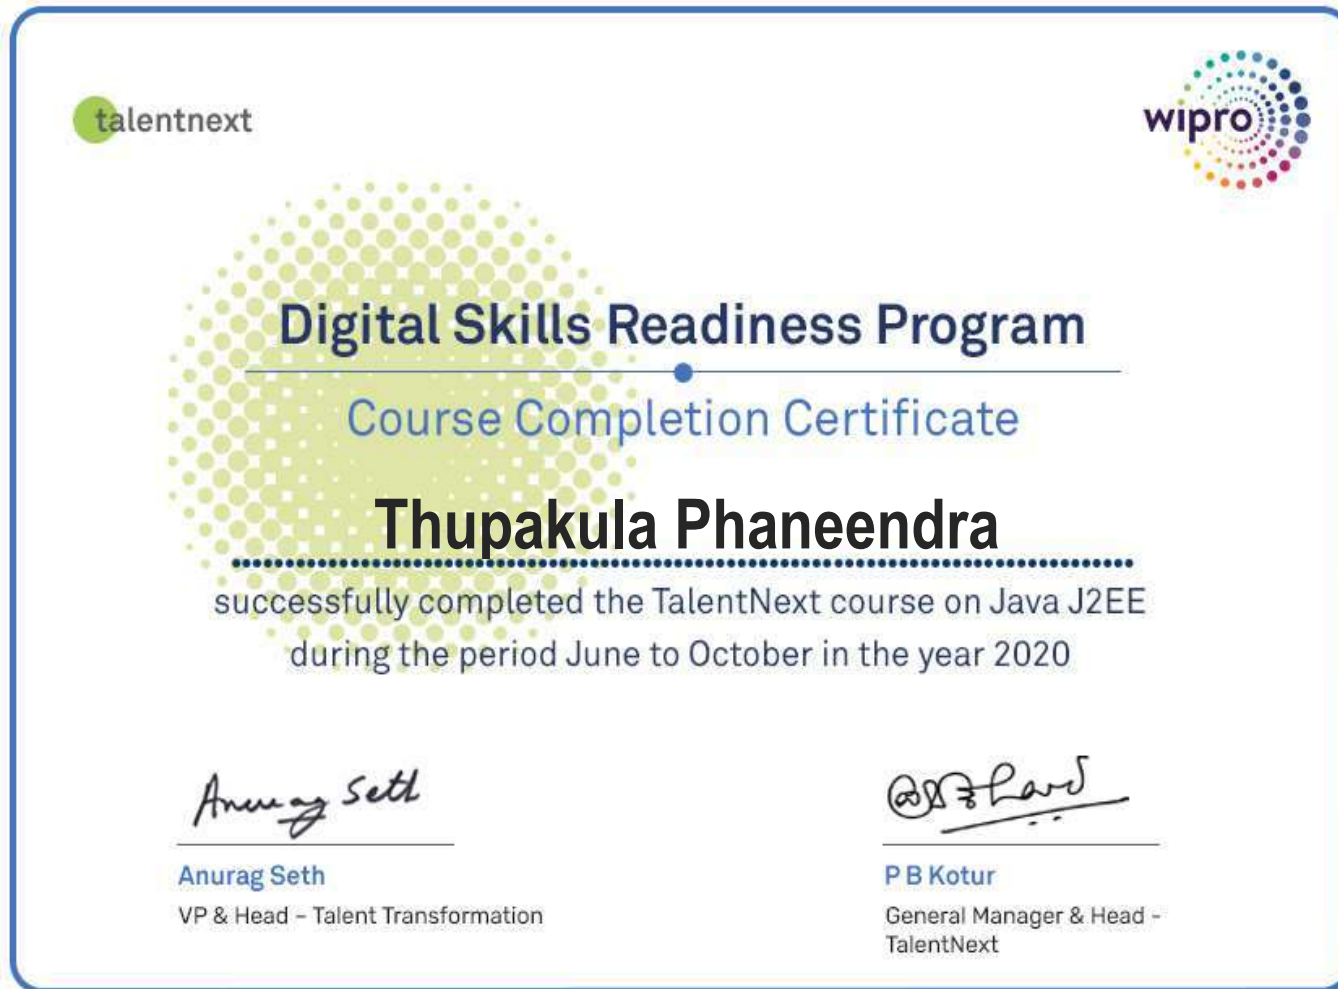 talentnext
wipro
Digital Skills Readiness Program
Course Completion Certificate
Thupakula Phaneendra
successfully completed the TalentNext course on Java J2EE
during the period June to October in the year 2020
Anurag Seth
Anurag Seth
VP & Head – Talent Transformation
P B Kotur
General Manager & Head -
TalentNext